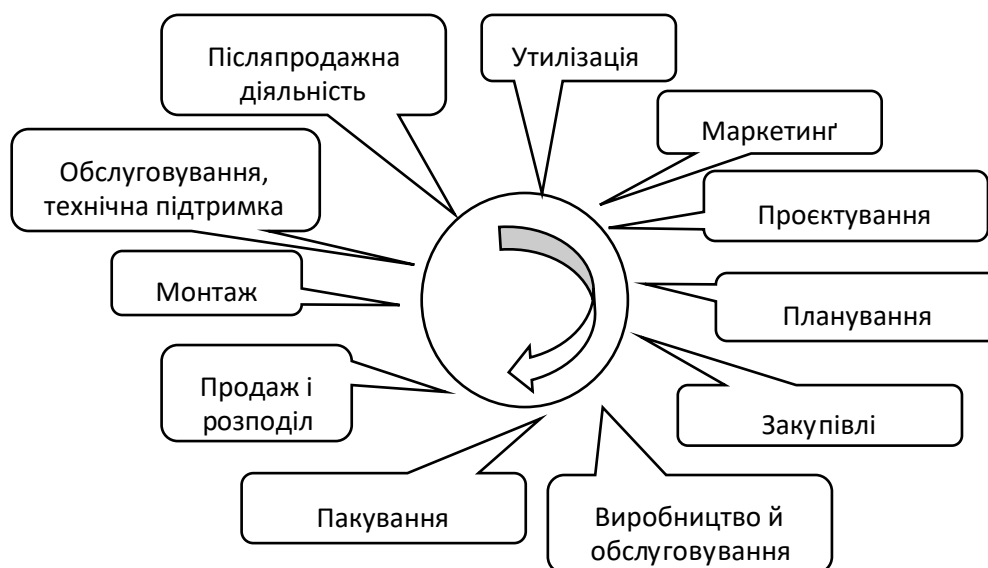 Післяпродажна
діяльність
Утилізація
Маркетинґ
Обслуговування,
технічна підтримка
Проєктування
Монтаж
Планування
Продаж і
розподіл
Закупівлі
Пакування
Виробництво й
обслуговування